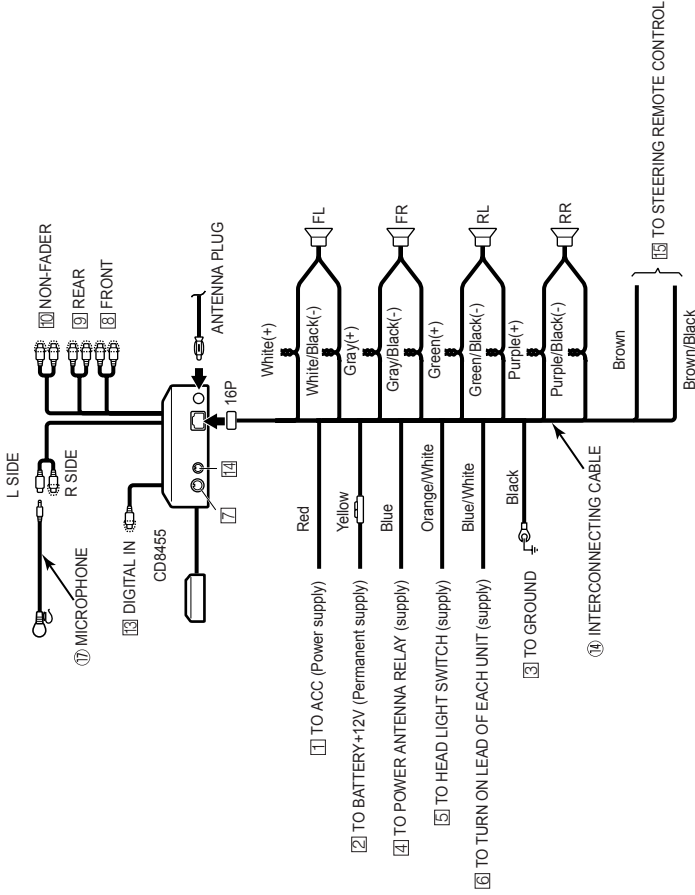 L SIDE
R SIDE
⑰ MICROPHONE
10 NON-FADER
9 REAR
8 FRONT
ANTENNA PLUG
13 DIGITAL IN
CD8455
7
14
16P
Red
1 TO ACC (Power supply)
Yellow
2 TO BATTERY+12V (Permanent supply)
Blue
4 TO POWER ANTENNA RELAY (supply)
Orange/White
5 TO HEAD LIGHT SWITCH (supply)
Blue/White
6 TO TURN ON LEAD OF EACH UNIT (supply)
Black
3 TO GROUND
⑭ INTERCONNECTING CABLE
White(+)
White/Black(-)
FL
Gray(+)
Gray/Black(-)
FR
Green(+)
Green/Black(-)
RL
Purple(+)
Purple/Black(-)
RR
Brown
Brown/Black
15 TO STEERING REMOTE CONTROL